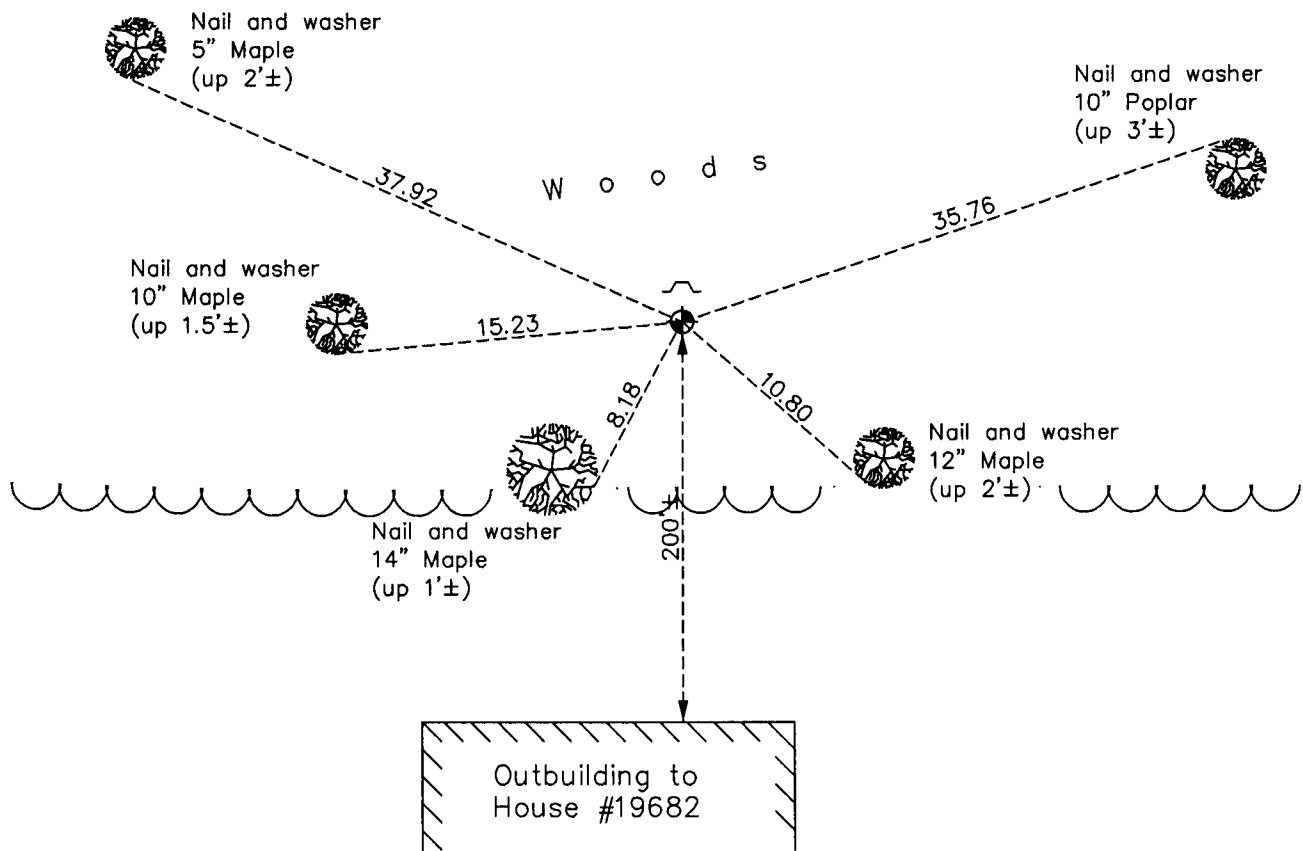 Nail and washer
5" Maple
(up 2'±)
Nail and washer
10" Poplar
(up 3'±)
37.92
Woods
35.76
Nail and washer
10" Maple
(up 1.5'±)
15.23
8.18
10.80
Nail and washer
12" Maple
(up 2'±)
Nail and washer
14" Maple
(up 1'±)
200'±
Outbuilding to
House #19682